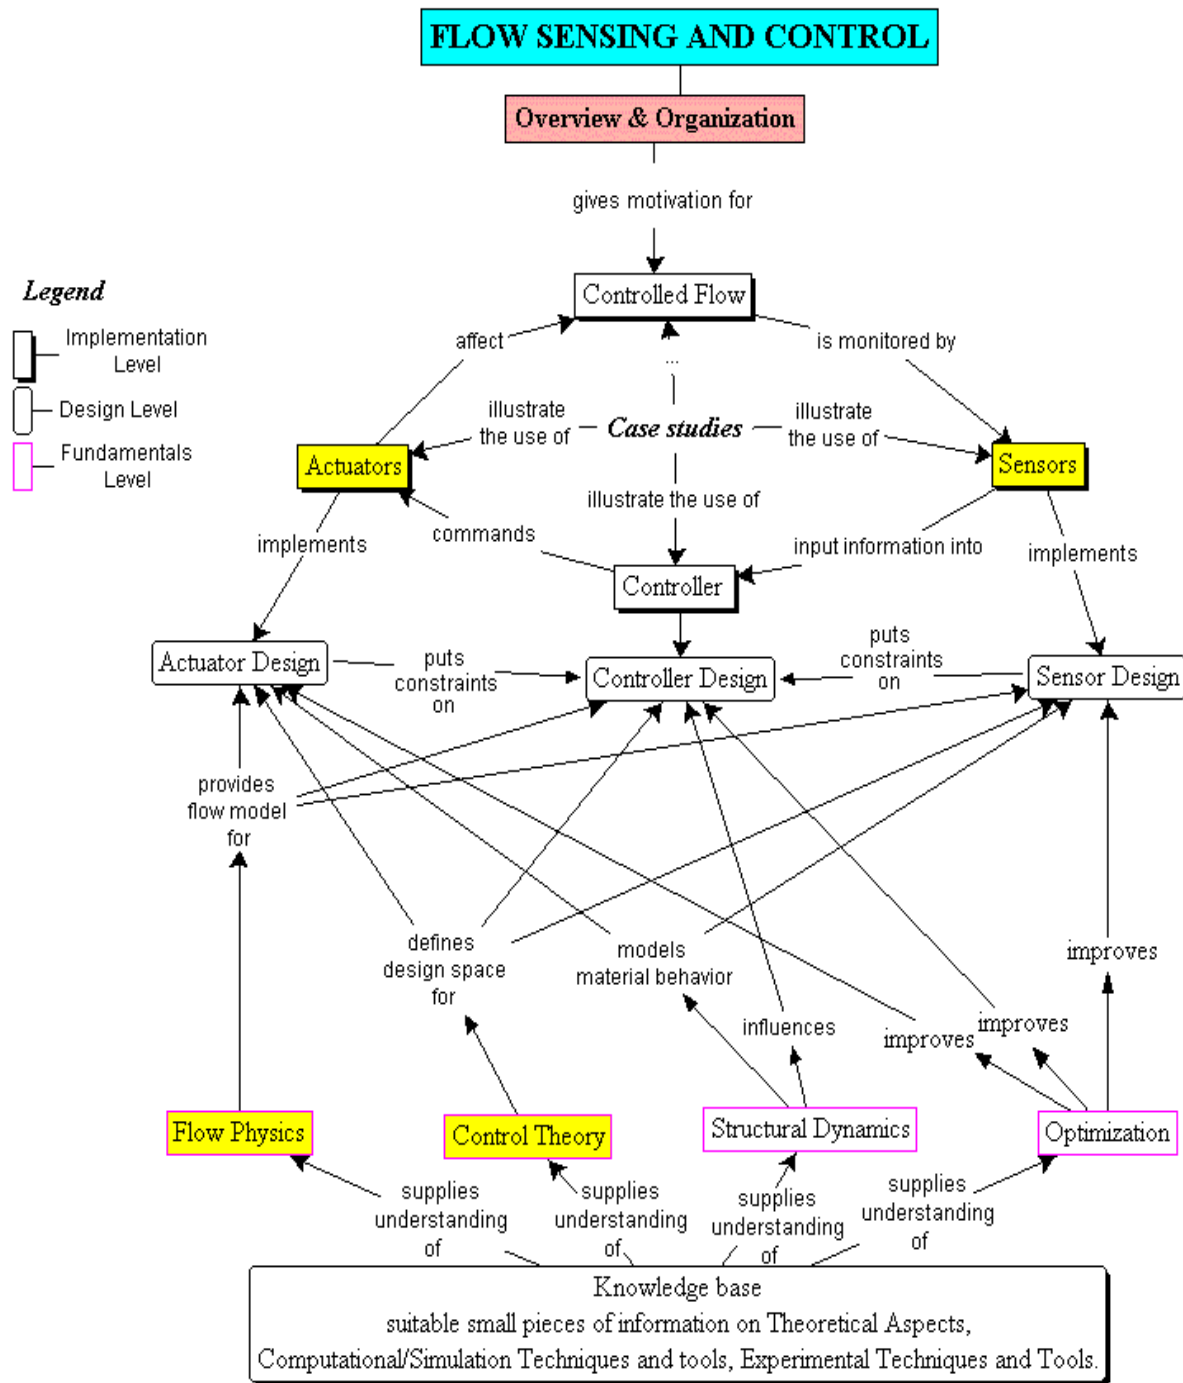 FLOW SENSING AND CONTROL
Overview & Organization
gives motivation for
Legend
Implementation
Level
Design Level
Fundamentals
Level
Controlled Flow
affect
...
is monitored by
illustrate
the use of
Case studies
illustrate
the use of
Actuators
Sensors
illustrate the use of
commands
input information into
implements
implements
Controller
Actuator Design
puts
constraints
on
Controller Design
puts
constraints
on
Sensor Design
provides
flow model
for
defines
design space
for
models
material behavior
influences
improves
improves
improves
Flow Physics
Control Theory
Structural Dynamics
Optimization
supplies
understanding
of
supplies
understanding
of
supplies
understanding
of
supplies
understanding
of
Knowledge base
suitable small pieces of information on Theoretical Aspects,
Computational/Simulation Techniques and tools, Experimental Techniques and Tools.